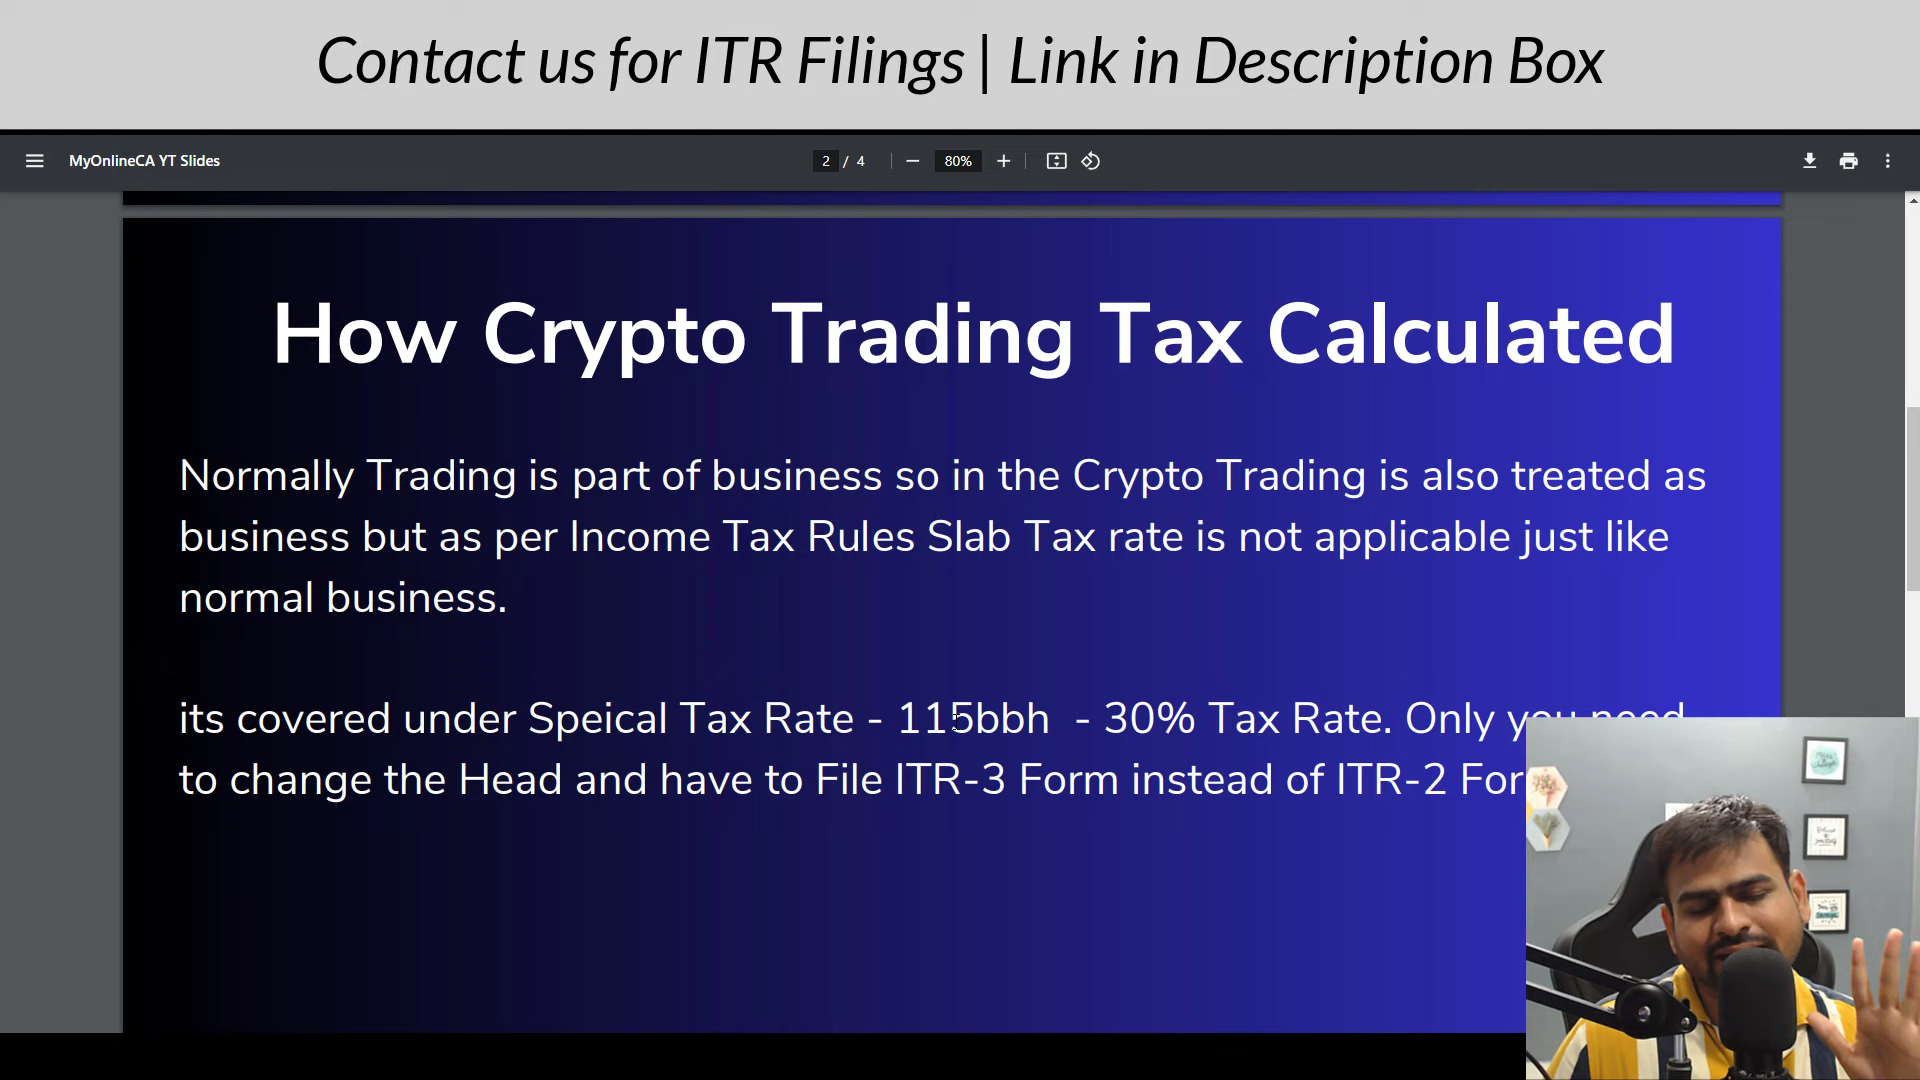 Contact us for ITR Filings | Link in Description Box
MyOnlineCA YT Slides
2 / 4
80%
How Crypto Trading Tax Calculated
Normally Trading is part of business so in the Crypto Trading is also treated as
business but as per Income Tax Rules Slab Tax rate is not applicable just like
normal business.
its covered under Speical Tax Rate - 115bbh - 30% Tax Rate. Only you need
to change the Head and have to File ITR-3 Form instead of ITR-2